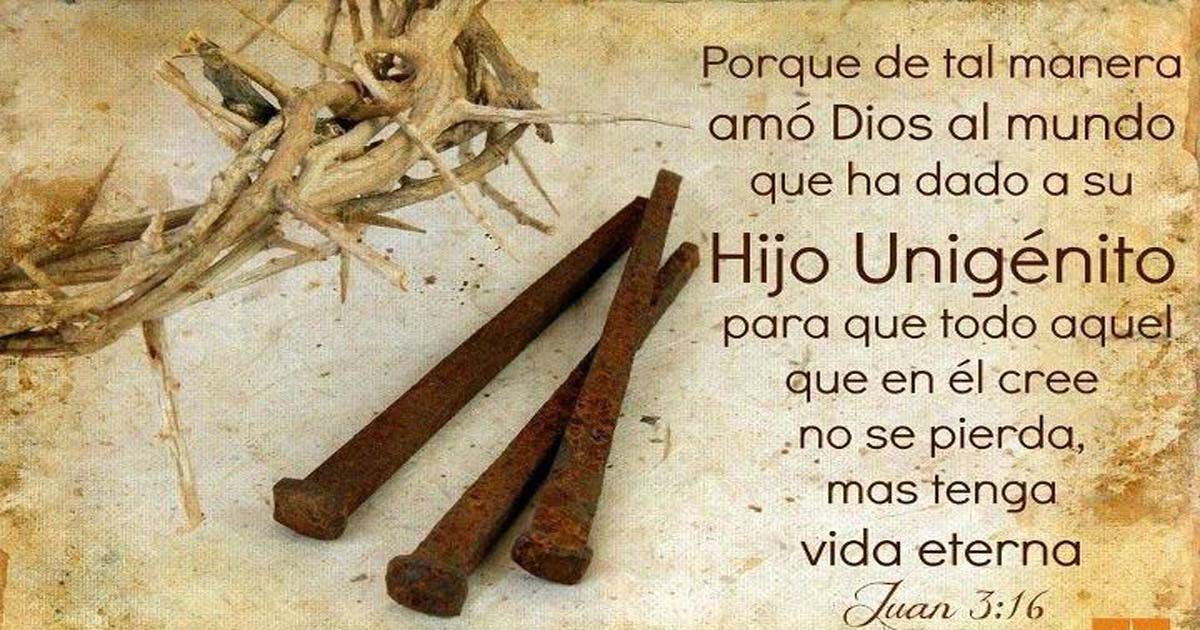 Porque de tal manera
amó Dios al mundo
que ha dado a su
Hijo Unigénito
para que todo aquel
que en él cree
no se pierda,
mas tenga
vida eterna
Juan 3:16